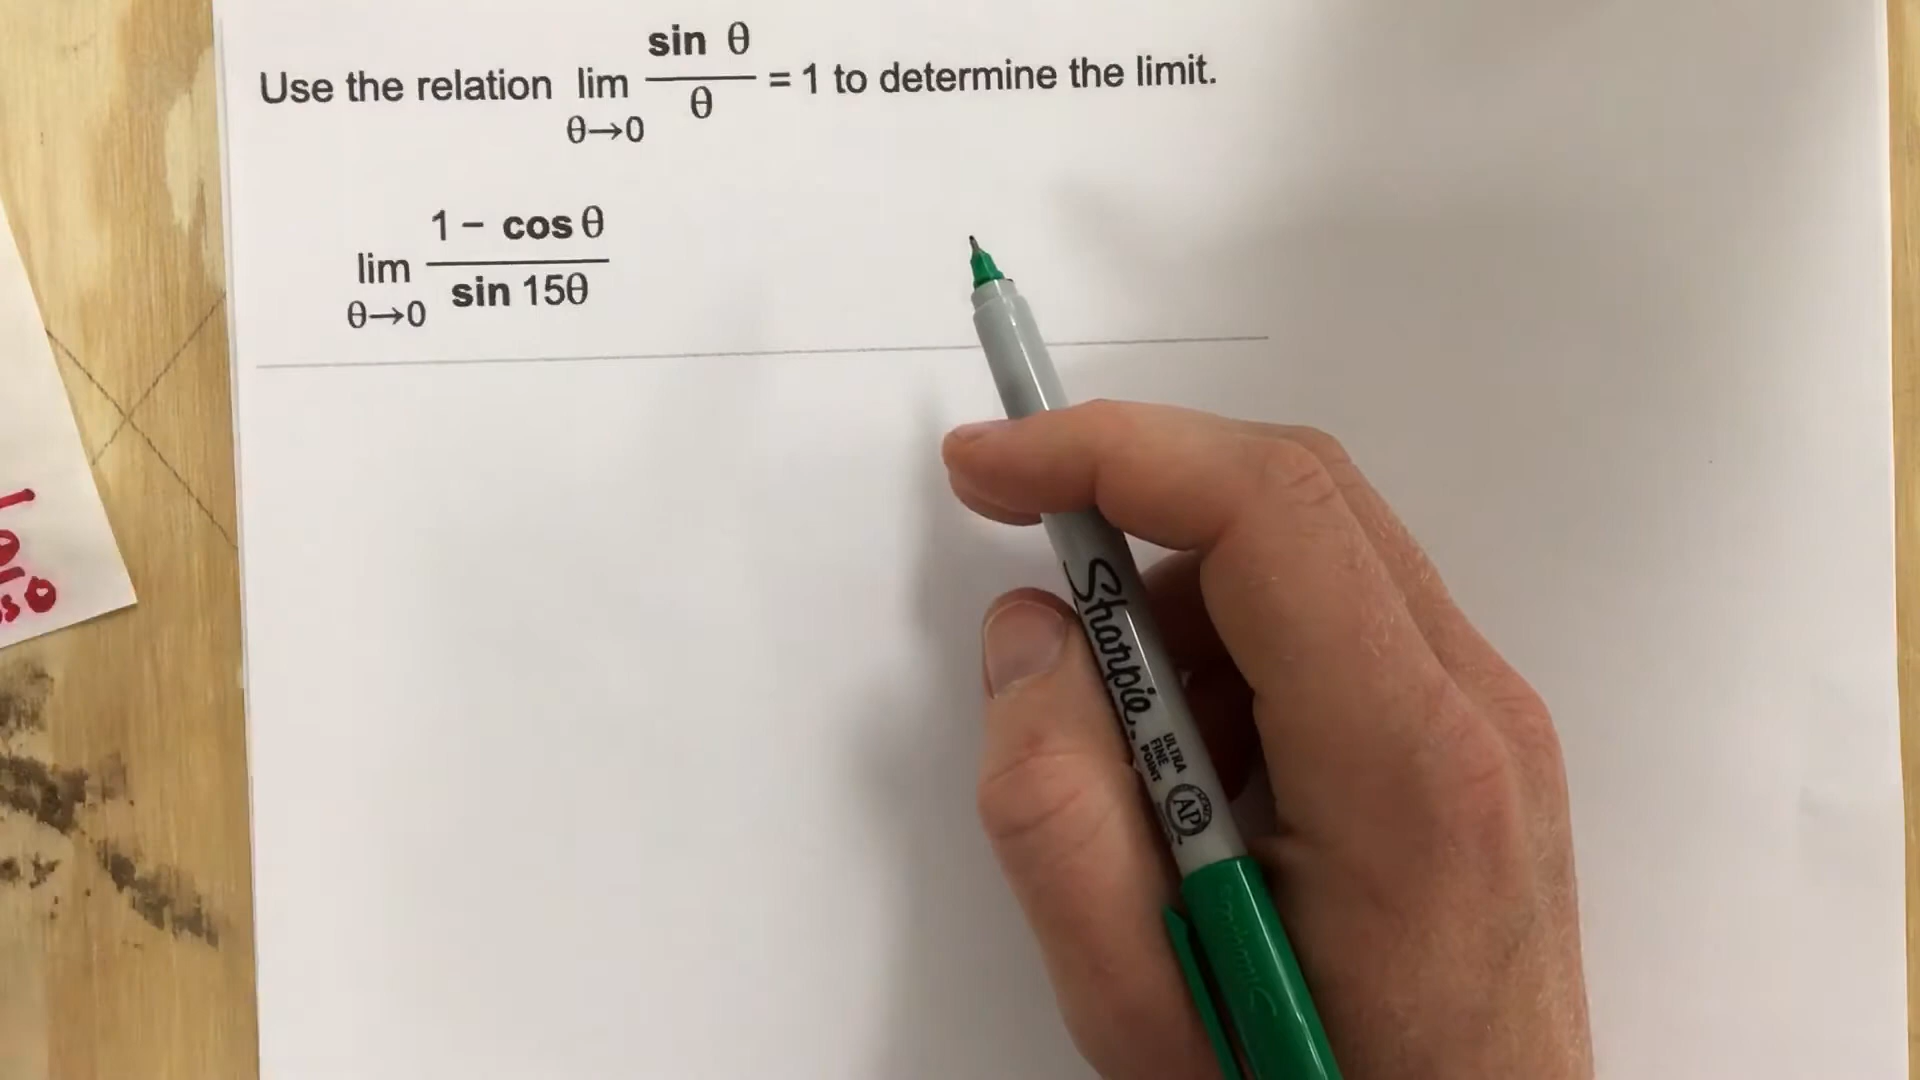 Use the relation lim θ→0 sin θ / θ = 1 to determine the limit.
lim θ→0 1 − cos θ / sin 15θ
Sharpie.
ULTRA
FINE
POINT
AP